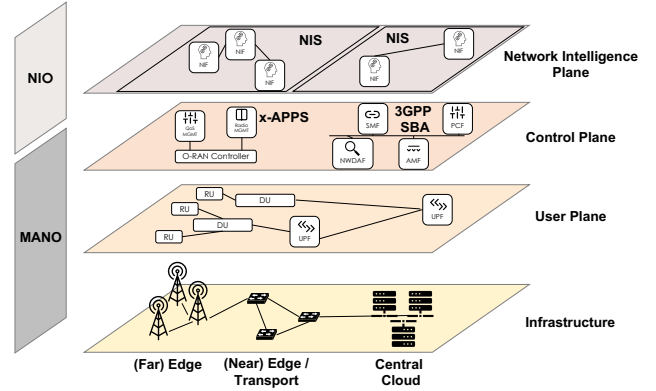 NIO
MANO
NIS
NIS
NIF
NIF
NIF
NIF
NIF
Network Intelligence
Plane
QoS
MGMT
Radio
MGMT
x-APPS
O-RAN Controller
3GPP
SBA
SMF
PCF
NWDAF
AMF
Control Plane
RU
RU
RU
DU
DU
UPF
UPF
User Plane
Infrastructure
(Far) Edge
(Near) Edge /
Transport
Central
Cloud